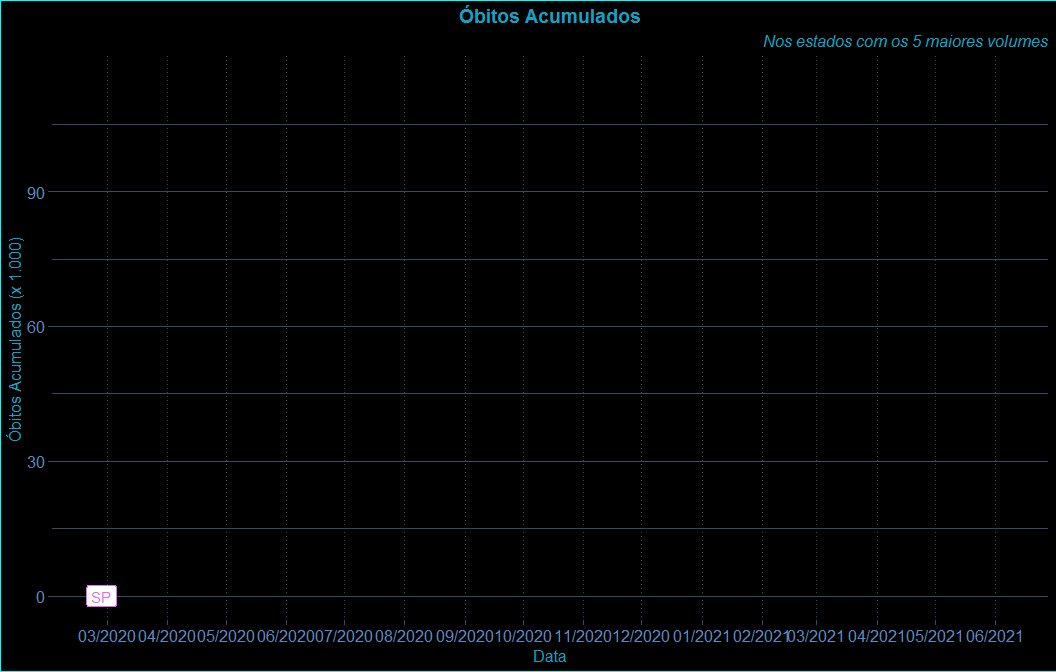 Óbitos Acumulados
Nos estados com os 5 maiores volumes
Óbitos Acumulados (x 1.000)
90
60
30
0
SP
03/2020 04/2020 05/2020 06/2020 07/2020 08/2020 09/2020 10/2020 11/2020 12/2020 01/2021 02/2021 03/2021 04/2021 05/2021 06/2021
Data